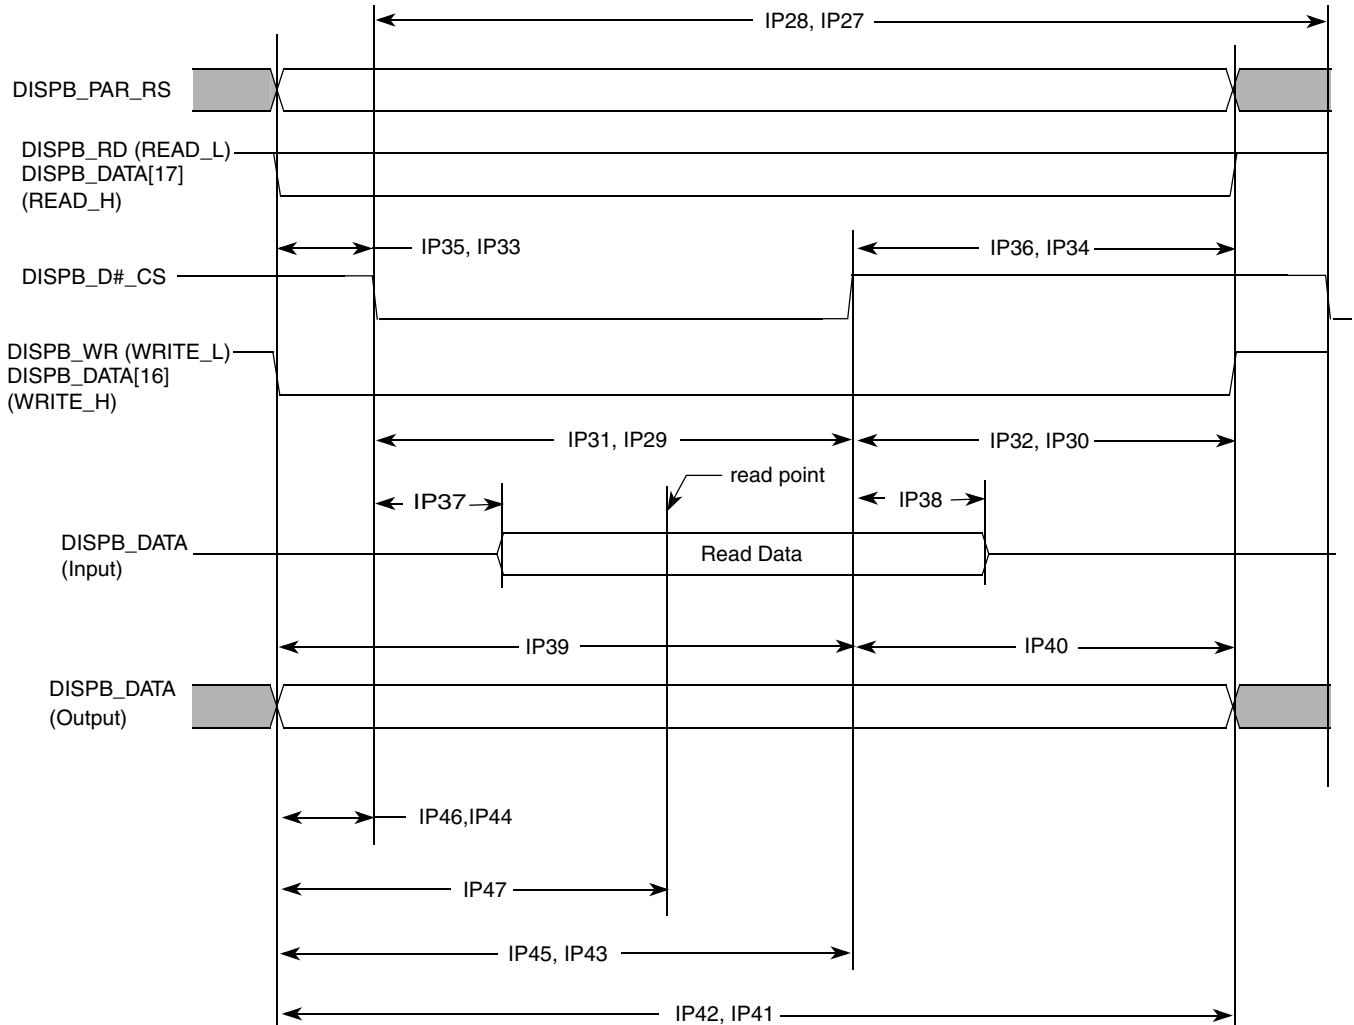 IP28, IP27
DISPB_PAR_RS
DISPB_RD (READ_L)
DISPB_DATA[17]
(READ_H)
IP35, IP33
IP36, IP34
DISPB_D#_CS
DISPB_WR (WRITE_L)
DISPB_DATA[16]
(WRITE_H)
IP31, IP29
IP32, IP30
read point
IP37
IP38
DISPB_DATA
(Input)
Read Data
IP39
IP40
DISPB_DATA
(Output)
IP46,IP44
IP47
IP45, IP43
IP42, IP41